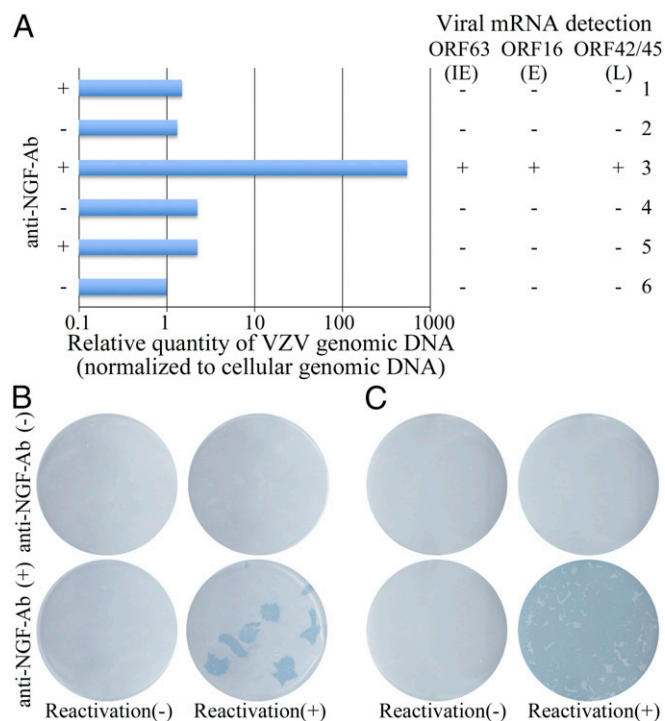 A
Viral mRNA detection
ORF63 ORF16 ORF42/45
(IE) (E) (L)
anti-NGF-Ab
+ - - - 1
- - - - 2
+ + + + 3
- - - - 4
+ - - - 5
- - - - 6
0.1 1 10 100 1000
Relative quantity of VZV genomic DNA
(normalized to cellular genomic DNA)
B C
anti-NGF-Ab (-)
anti-NGF-Ab (+)
Reactivation(-) Reactivation(+) Reactivation(-) Reactivation(+)